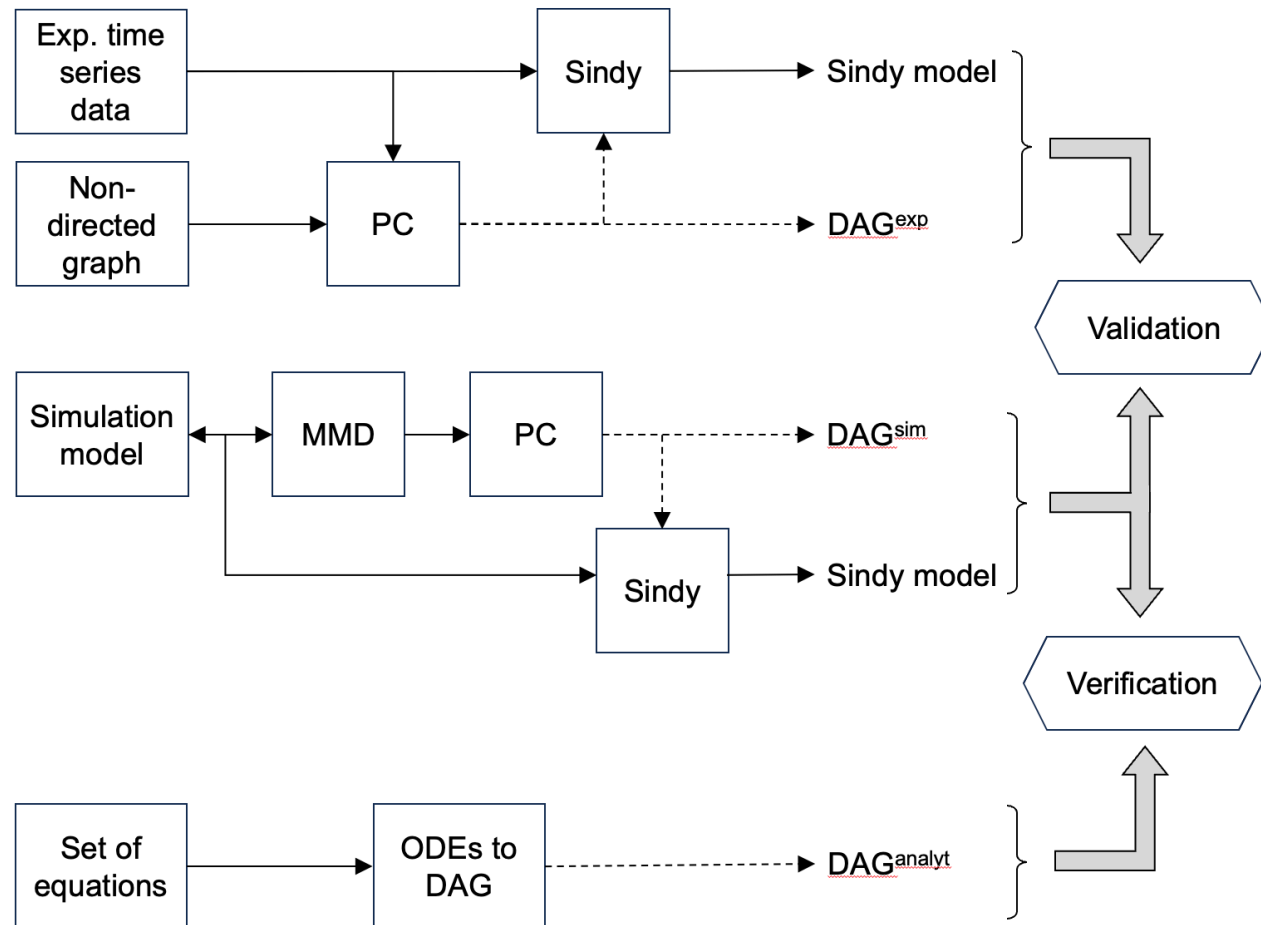 Exp. time
series
data
Sindy
Sindy model
Non-
directed
graph
PC
DAGexp
Validation
Simulation
model
MMD
PC
DAGsim
Sindy
Sindy model
Verification
Set of
equations
ODEs to
DAG
DAGanalyt